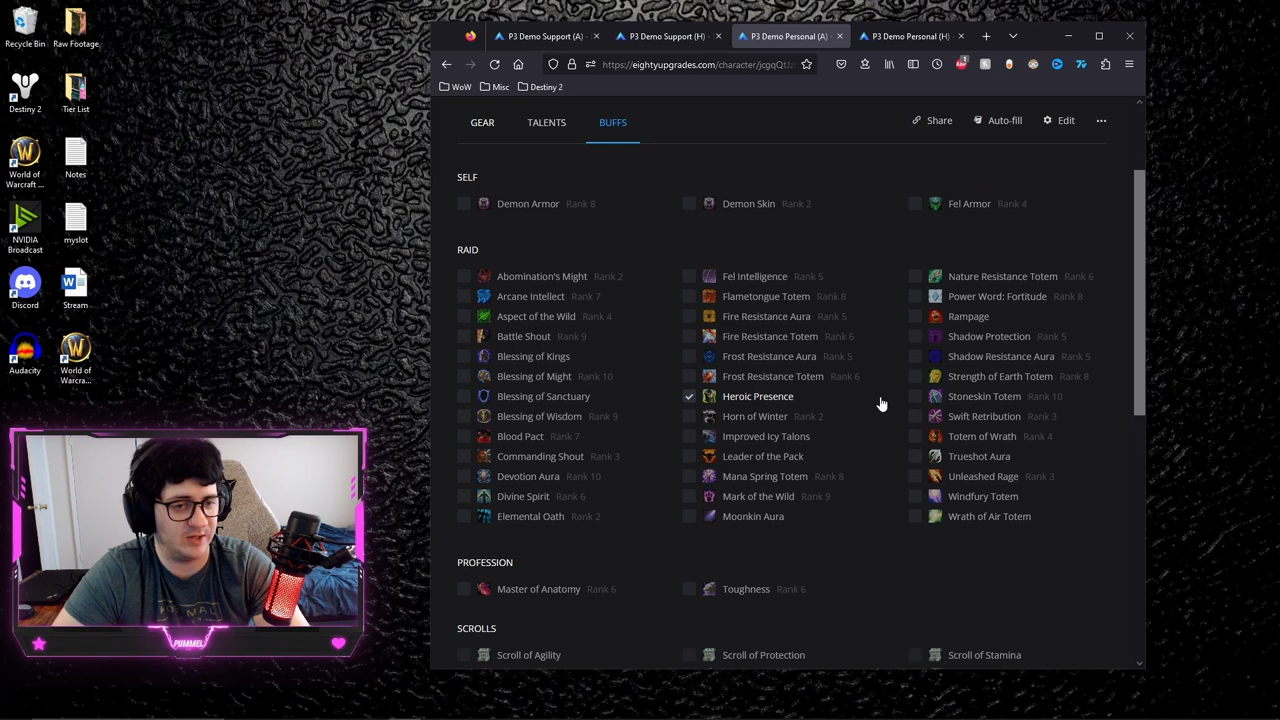 Recycle Bin
Raw Footage
Destiny 2
Tier List
World of
Warcraft ...
Notes
NVIDIA
Broadcast
myslot
Discord
Stream
Audacity
World of
Warcra...
P3 Demo Support (A) -
P3 Demo Support (H) -
P3 Demo Personal (A) -
P3 Demo Personal (H) -
https://eightyupgrades.com/character/jcgqQtJz
WoW
Misc
Destiny 2
GEAR
TALENTS
BUFFS
Share
Auto-fill
Edit
SELF
Demon Armor Rank 8
Demon Skin Rank 2
Fel Armor Rank 4
RAID
Abomination's Might Rank 2
Fel Intelligence Rank 5
Nature Resistance Totem Rank 6
Arcane Intellect Rank 7
Flametongue Totem Rank 8
Power Word: Fortitude Rank 8
Aspect of the Wild Rank 4
Fire Resistance Aura Rank 5
Rampage
Battle Shout Rank 9
Fire Resistance Totem Rank 6
Shadow Protection Rank 5
Blessing of Kings
Frost Resistance Aura Rank 5
Shadow Resistance Aura Rank 5
Blessing of Might Rank 10
Frost Resistance Totem Rank 6
Strength of Earth Totem Rank 8
Blessing of Sanctuary
Heroic Presence
Stoneskin Totem Rank 10
Blessing of Wisdom Rank 9
Horn of Winter Rank 2
Swift Retribution Rank 3
Blood Pact Rank 7
Improved Icy Talons
Totem of Wrath Rank 4
Commanding Shout Rank 3
Leader of the Pack
Trueshot Aura
Devotion Aura Rank 10
Mana Spring Totem Rank 8
Unleashed Rage Rank 3
Divine Spirit Rank 6
Mark of the Wild Rank 9
Windfury Totem
Elemental Oath Rank 2
Moonkin Aura
Wrath of Air Totem
PROFESSION
Master of Anatomy Rank 6
Toughness Rank 6
SCROLLS
Scroll of Agility
Scroll of Protection
Scroll of Stamina
PUMMEL